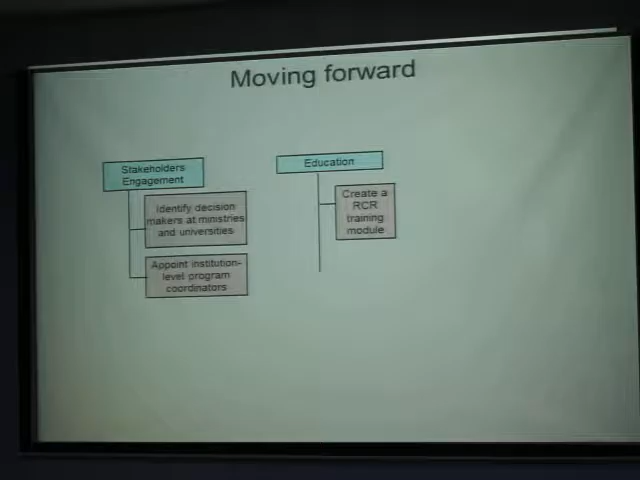 Moving forward
Stakeholders
Engagement
Identify decision
makers at ministries
and universities
Appoint institution-
level program
coordinators
Education
Create a
RCR
training
module